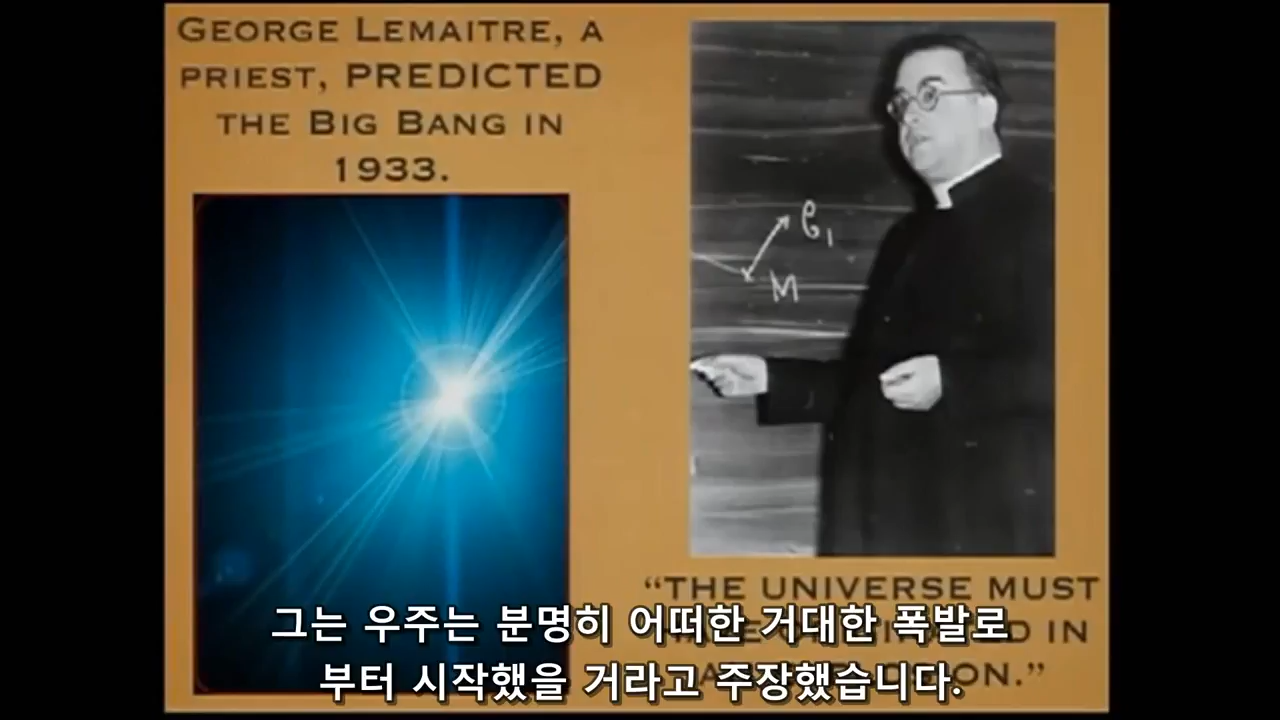 GEORGE LEMAITRE, A
PRIEST, PREDICTED
THE BIG BANG IN
1933.
ℓ₁
M
“THE UNIVERSE MUST
IN
ON.”
그는 우주는 분명히 어떠한 거대한 폭발로
부터 시작했을 거라고 주장했습니다.